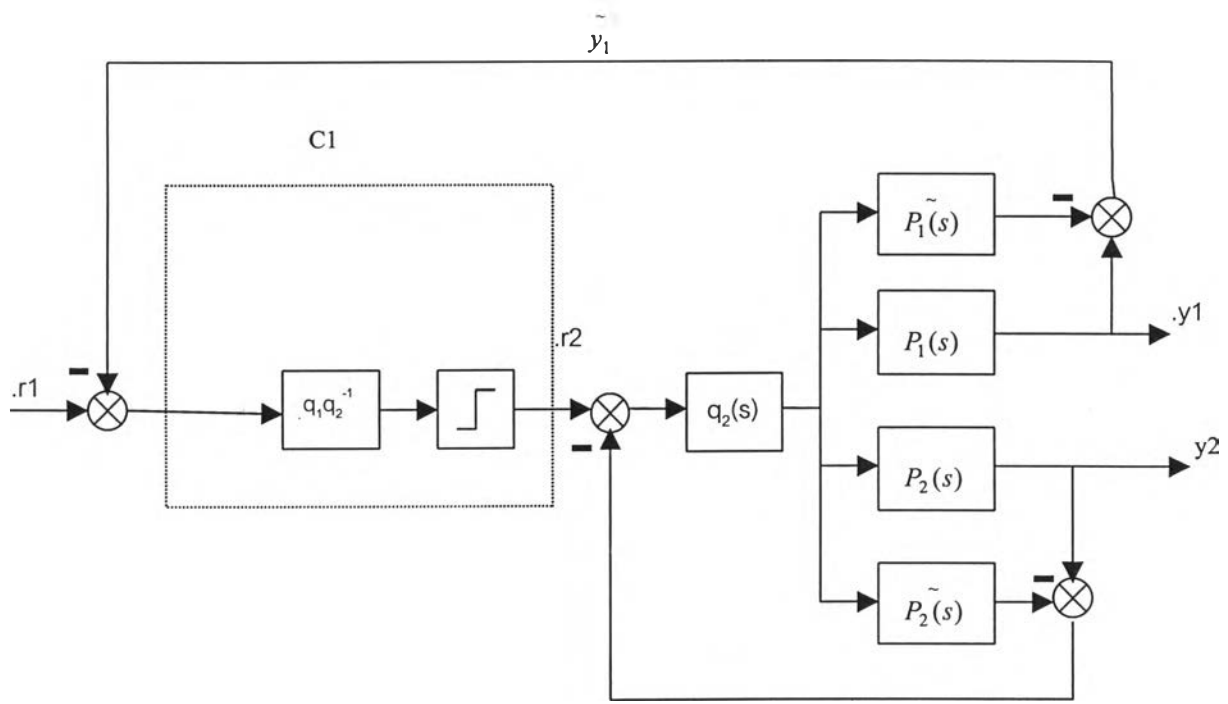 ỹ₁
C1
P̃₁(s)
.r1
q₁q₂⁻¹
.r2
q₂(s)
P₁(s)
.y1
P₂(s)
y2
P̃₂(s)